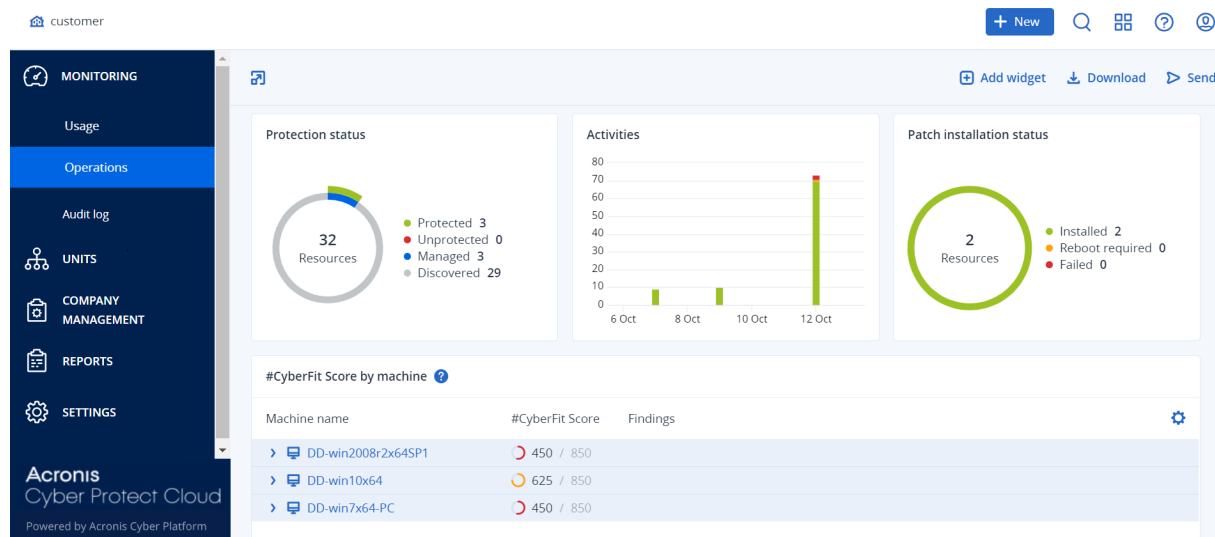 customer
New
MONITORING
Usage
Operations
Audit log
UNITS
COMPANY
MANAGEMENT
REPORTS
SETTINGS
Acronis
Cyber Protect Cloud
Powered by Acronis Cyber Platform
Add widget
Download
Send
Protection status
32
Resources
Protected 3
Unprotected 0
Managed 3
Discovered 29
Activities
80
70
60
50
40
30
20
10
0
6 Oct 8 Oct 10 Oct 12 Oct
Patch installation status
2
Resources
Installed 2
Reboot required 0
Failed 0
#CyberFit Score by machine ?
Machine name #CyberFit Score Findings
DD-win2008r2x64SP1 450 / 850
DD-win10x64 625 / 850
DD-win7x64-PC 450 / 850